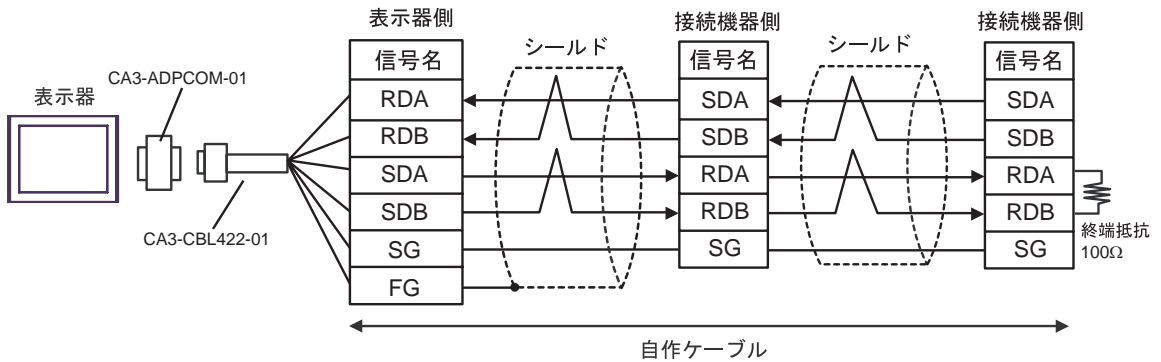 表示器側
接続機器側
接続機器側
シールド
シールド
信号名
信号名
信号名
CA3-ADPCOM-01
表示器
RDA
SDA
SDA
RDB
SDB
SDB
SDA
RDA
RDA
SDB
RDB
RDB
CA3-CBL422-01
SG
SG
SG
終端抵抗
100Ω
FG
自作ケーブル